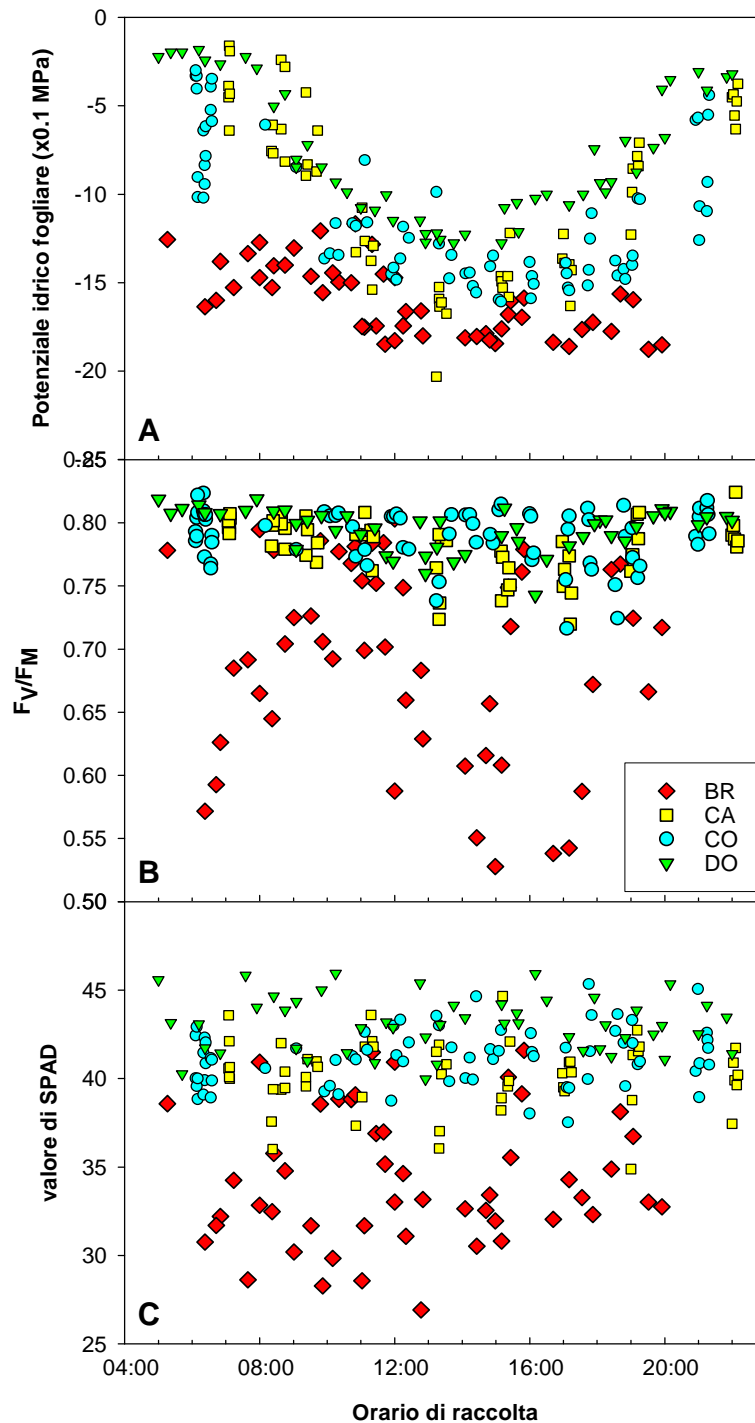 0
-5
-10
-15
-20
-25
Potenziale idrico fogliare (x0.1 MPa)
A
0.85
0.80
0.75
0.70
0.65
0.60
0.55
0.50
FV/FM
B
BR
CA
CO
DO
50
45
40
35
30
25
valore di SPAD
C
04:00 08:00 12:00 16:00 20:00
Orario di raccolta